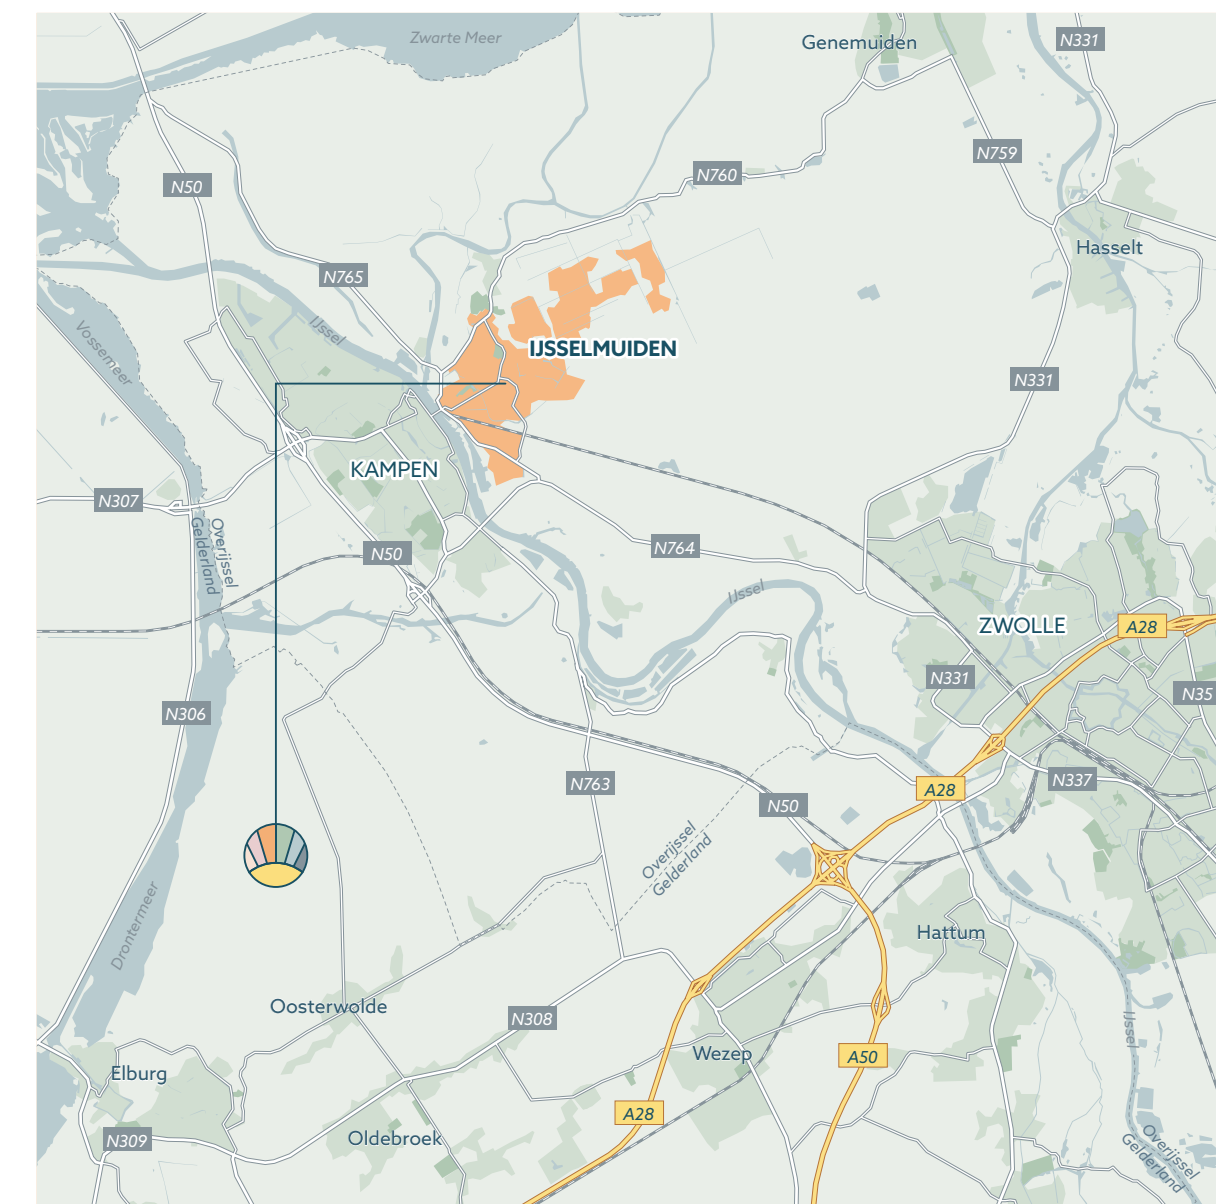 Zwarte Meer
Genemuiden
N331
N759
N760
N50
Hasselt
N765
IJssel
Vossemeer
IJSSELMUIDEN
N331
KAMPEN
N307
N50
N764
Overijssel
Gelderland
IJssel
ZWOLLE
A28
N331
N35
N306
N763
N337
A28
N50
Overijssel
Gelderland
Drontermeer
Hattum
Oosterwolde
N308
IJssel
Wezep
A50
Elburg
A28
N309
Oldebroek
Overijssel
Gelderland